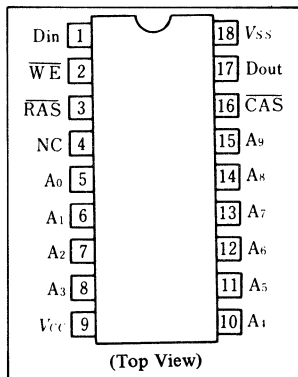 Din 1 18 Vss
WE 2 17 Dout
RAS 3 16 CAS
NC 4 15 A9
A0 5 14 A8
A1 6 13 A7
A2 7 12 A6
A3 8 11 A5
Vcc 9 10 A4
(Top View)